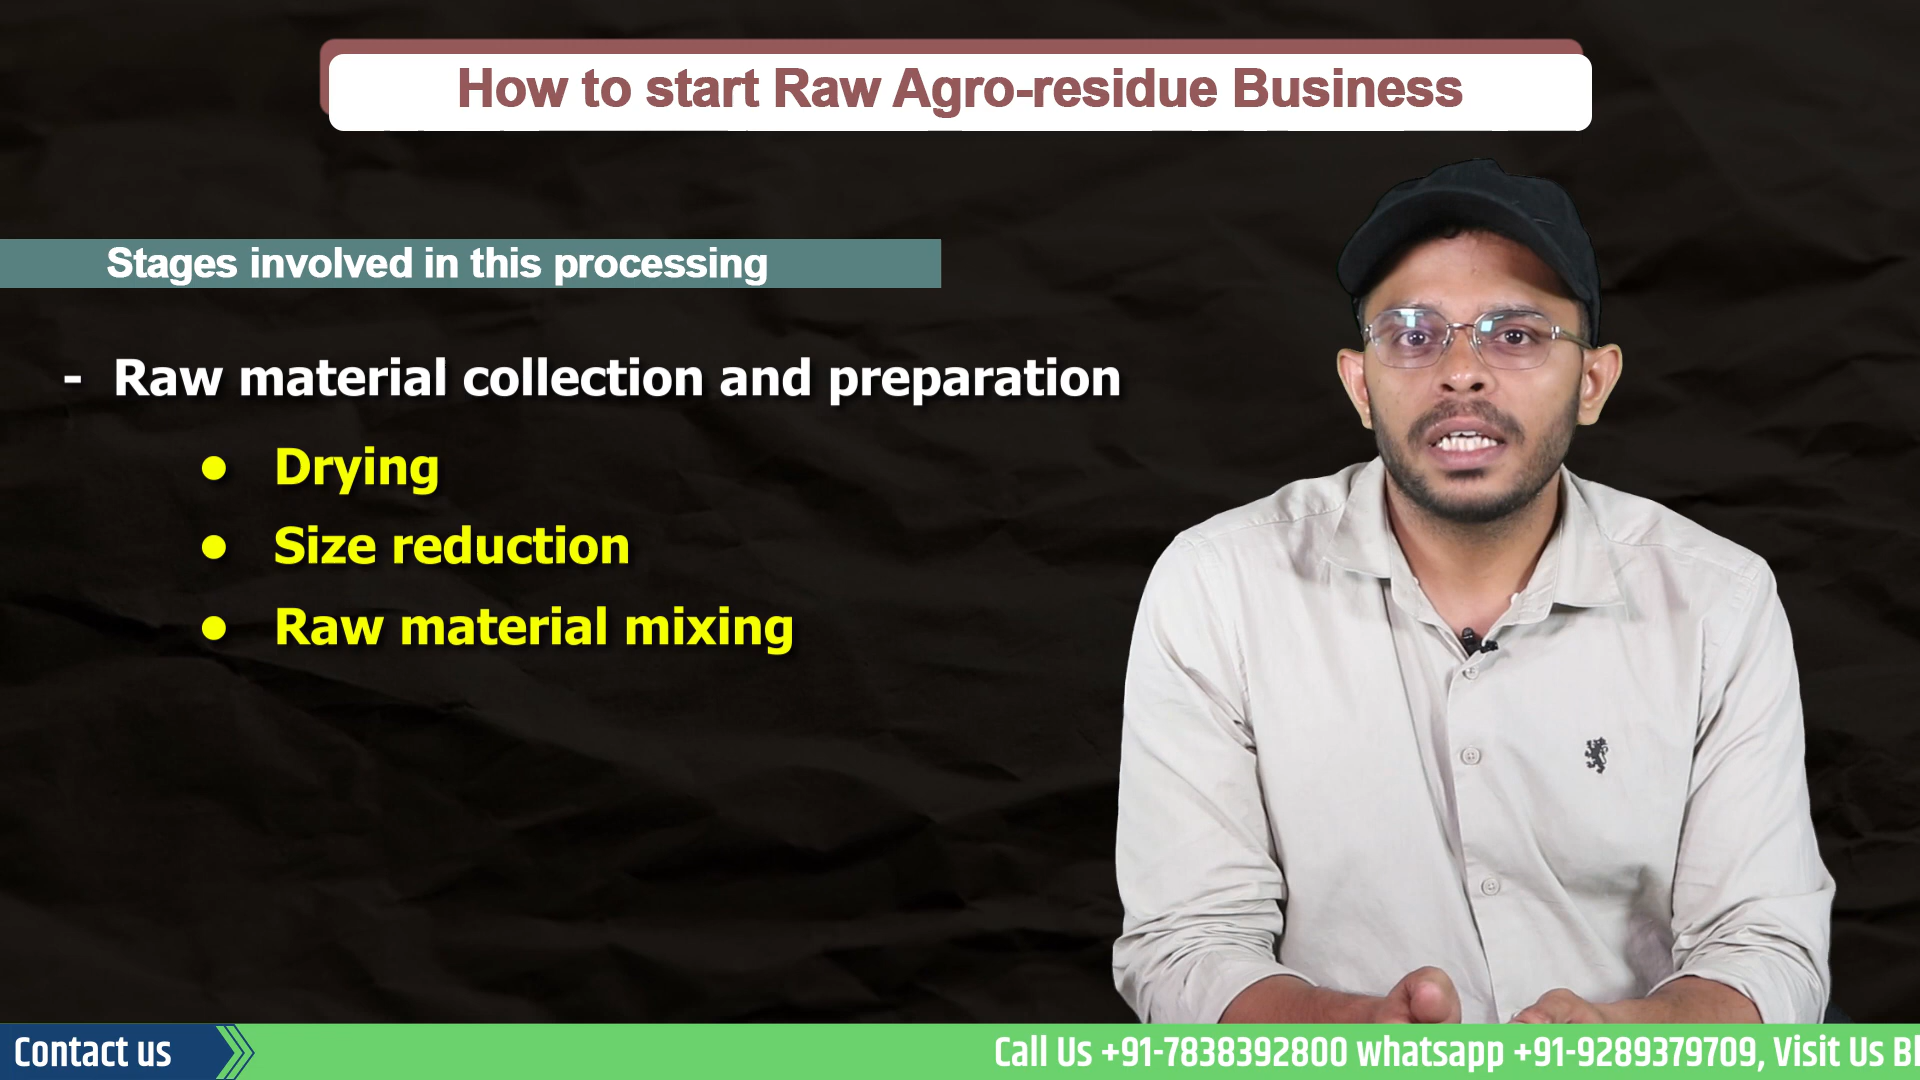 How to start Raw Agro-residue Business
Stages involved in this processing
- Raw material collection and preparation
● Drying
● Size reduction
● Raw material mixing
Contact us
Call Us +91-7838392800 whatsapp +91-9289379709, Visit Us